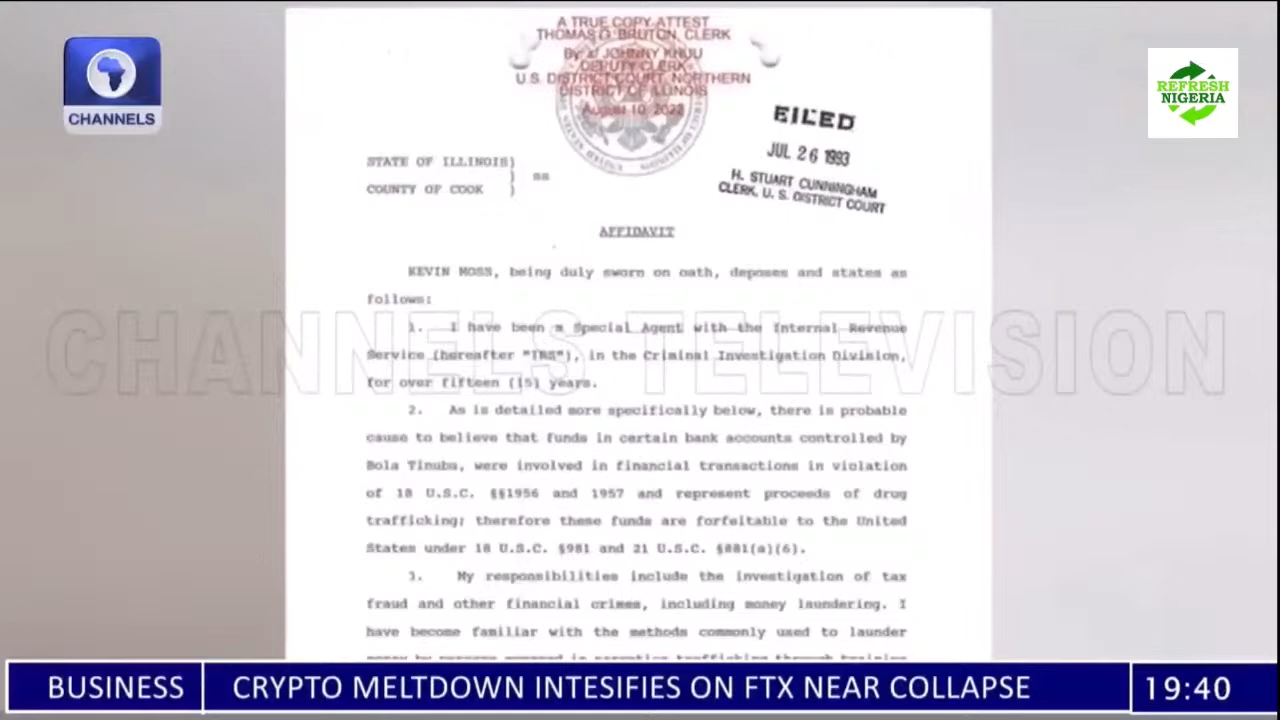 A TRUE COPY ATTEST
THOMAS G. BRUTON, CLERK
By: s/ JOHNNY KHUU
DEPUTY CLERK
U.S. DISTRICT COURT, NORTHERN
DISTRICT OF ILLINOIS
August 10, 2022
CHANNELS
REFRESH
NIGERIA
FILED
JUL 26 1993
H. STUART CUNNINGHAM
CLERK, U. S. DISTRICT COURT
STATE OF ILLINOIS)
) ss
COUNTY OF COOK )
AFFIDAVIT
KEVIN MOSS, being duly sworn on oath, deposes and states as
follows:
1. I have been a Special Agent with the Internal Revenue
Service (hereafter "IRS"), in the Criminal Investigation Division,
for over fifteen (15) years.
2. As is detailed more specifically below, there is probable
cause to believe that funds in certain bank accounts controlled by
Bola Tinubu, were involved in financial transactions in violation
of 18 U.S.C. §§1956 and 1957 and represent proceeds of drug
trafficking; therefore these funds are forfeitable to the United
States under 18 U.S.C. §981 and 21 U.S.C. §881(a)(6).
3. My responsibilities include the investigation of tax
fraud and other financial crimes, including money laundering. I
have become familiar with the methods commonly used to launder
CHANNELS TELEVISION
BUSINESS
CRYPTO MELTDOWN INTESIFIES ON FTX NEAR COLLAPSE
19:40